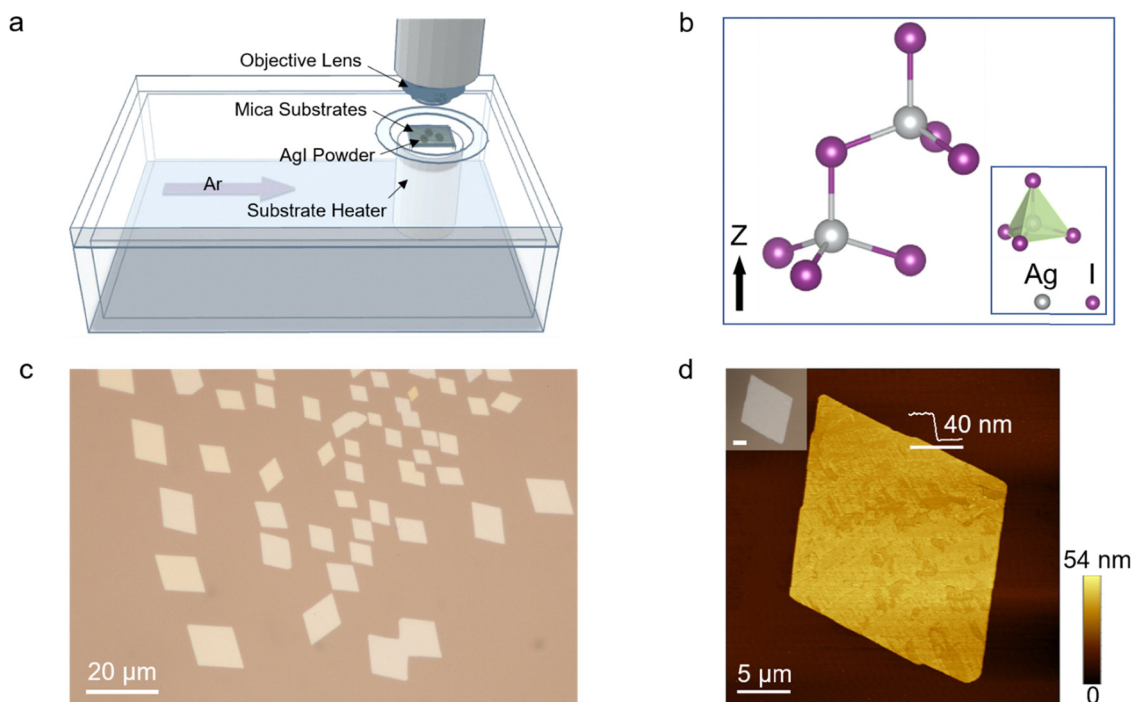 a
Objective Lens
Mica Substrates
AgI Powder
Ar
Substrate Heater
b
Z
Ag I
c
20 μm
d
40 nm
54 nm
5 μm
0